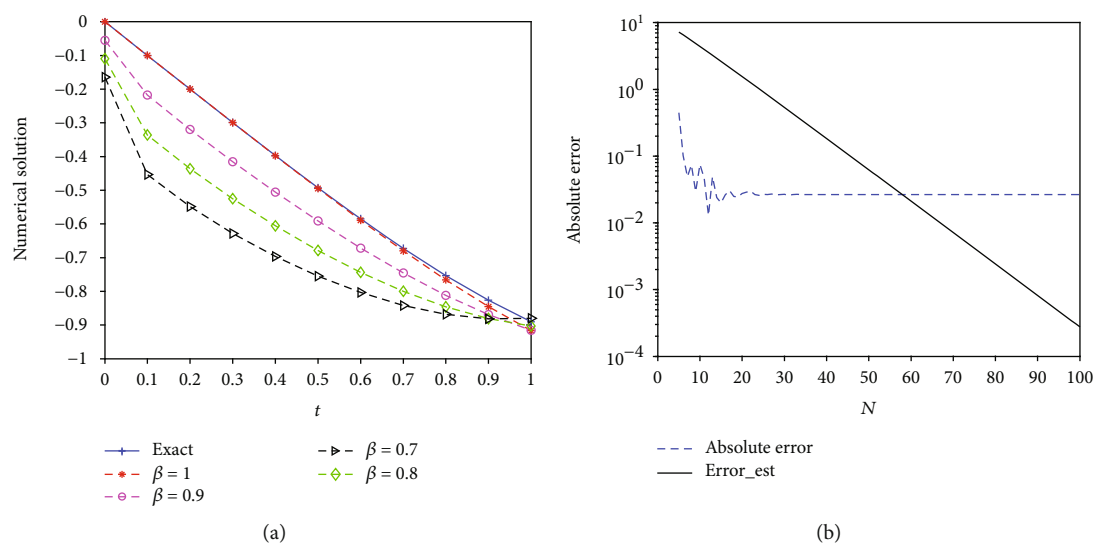 0
−0.1
−0.2
−0.3
−0.4
−0.5
−0.6
−0.7
−0.8
−0.9
−1
Numerical solution
0 0.1 0.2 0.3 0.4 0.5 0.6 0.7 0.8 0.9 1
t
Exact
β = 1
β = 0.9
β = 0.7
β = 0.8
(a)
10^1
10^0
10^−1
10^−2
10^−3
10^−4
Absolute error
0 10 20 30 40 50 60 70 80 90 100
N
Absolute error
Error_est
(b)